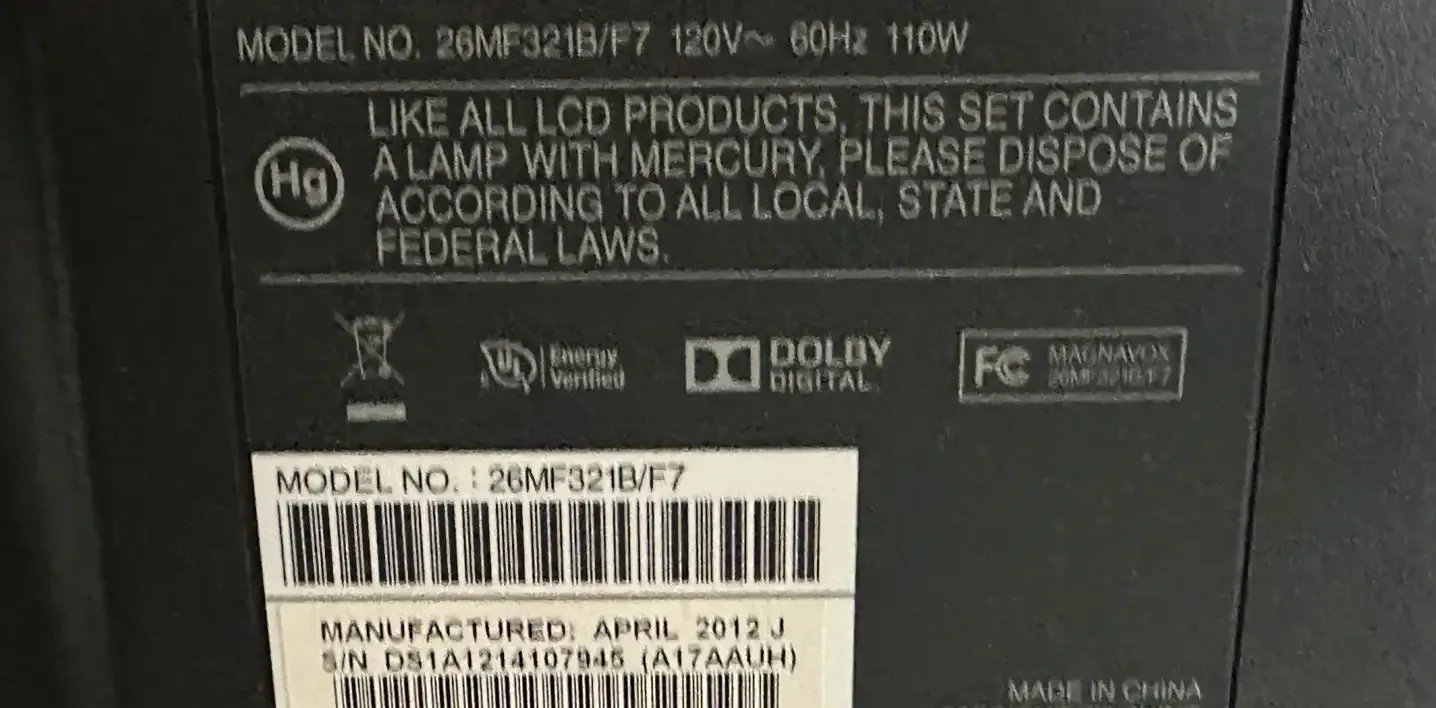 MODEL NO. 26MF321B/F7 120V~ 60Hz 110W
LIKE ALL LCD PRODUCTS, THIS SET CONTAINS
Hg
A LAMP WITH MERCURY, PLEASE DISPOSE OF
ACCORDING TO ALL LOCAL, STATE AND
FEDERAL LAWS.
UL
Energy
Verified
DOLBY
DIGITAL
FC
MAGNAVOX
26MF321B/F7
MODEL NO. : 26MF321B/F7
MANUFACTURED: APRIL 2012 J
S/N DS1A1214107945 (A17AAUH)
MADE IN CHINA